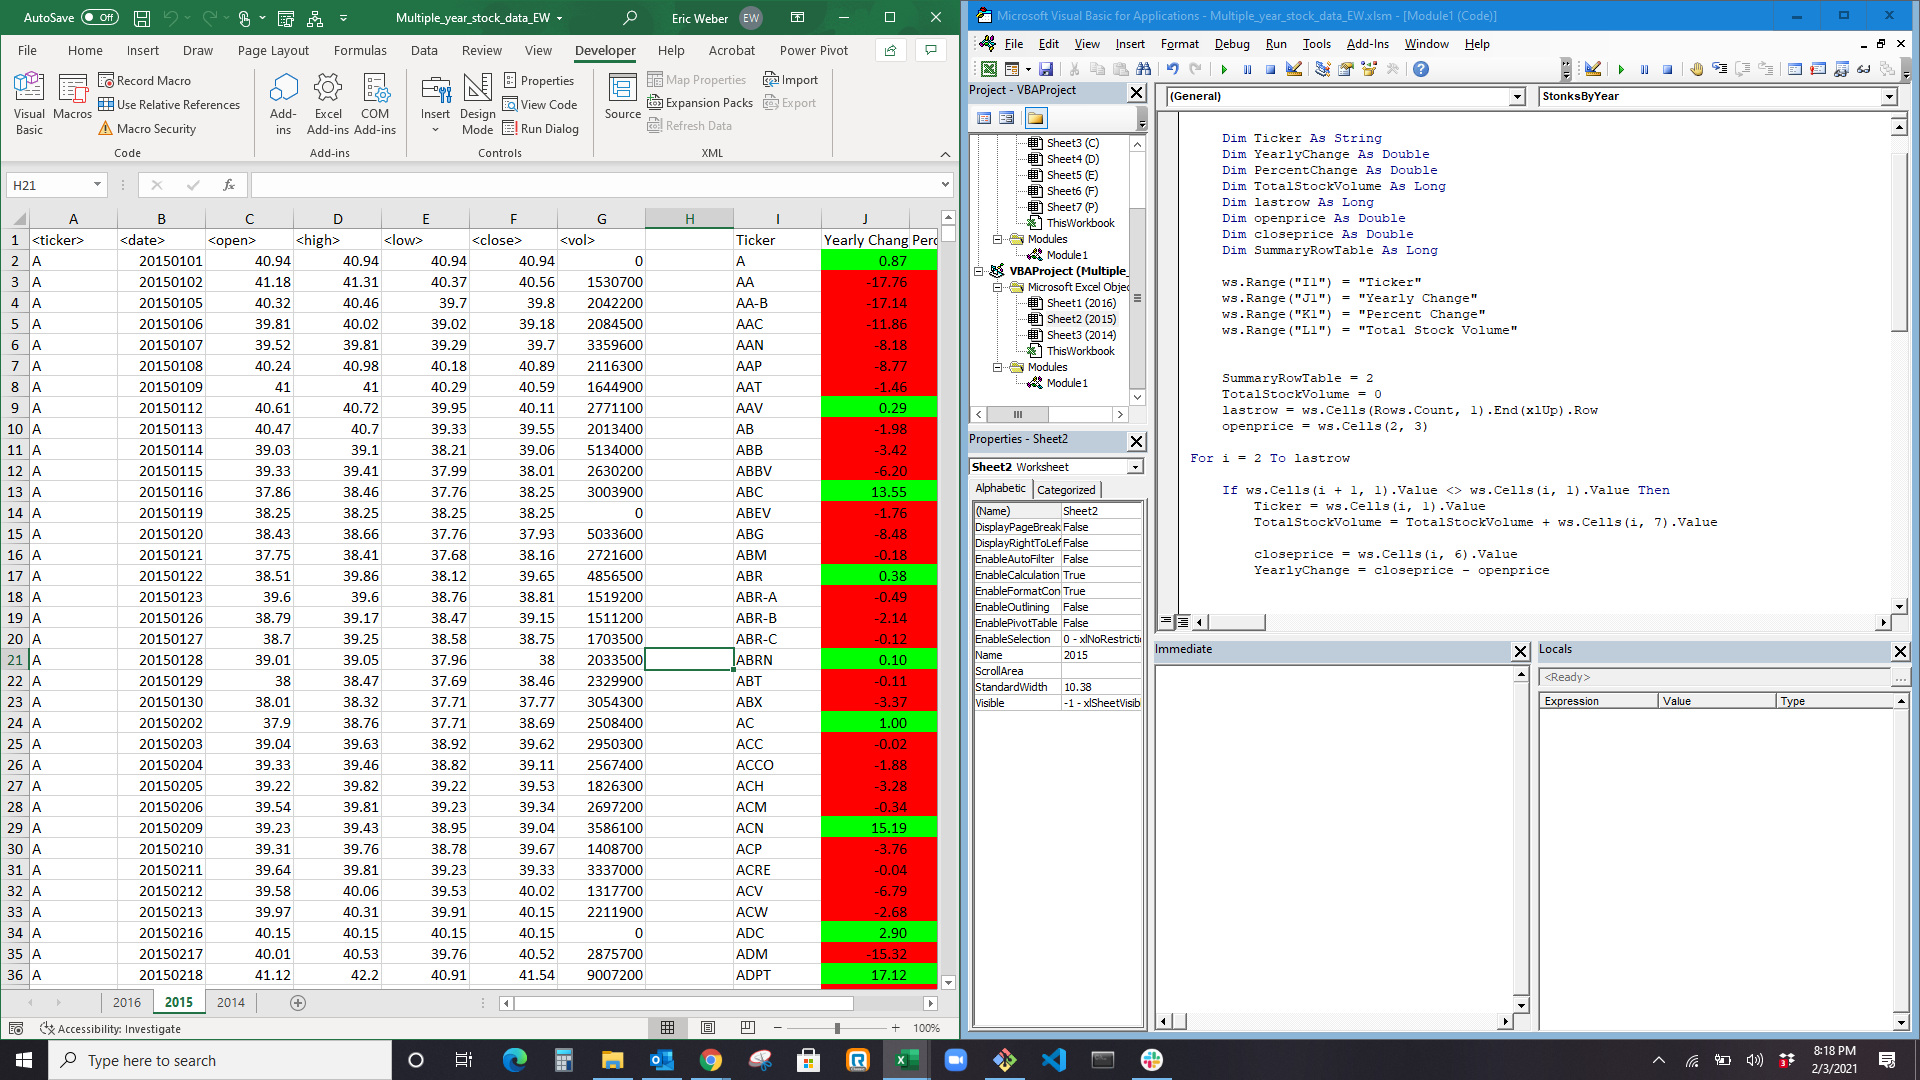 AutoSave Off Multiple_year_stock_data_EW Eric Weber EW
File Home Insert Draw Page Layout Formulas Data Review View Developer Help Acrobat Power Pivot
Visual Basic
Macros
Record Macro
Use Relative References
Macro Security
Code
Add-ins
Excel Add-ins
COM Add-ins
Add-ins
Insert
Design Mode
Properties
View Code
Run Dialog
Controls
Source
Map Properties
Expansion Packs
Refresh Data
Import
Export
XML
H21 fx
A B C D E F G H I J
1 <ticker> <date> <open> <high> <low> <close> <vol> Ticker Yearly Chang Perc
2 A 20150101 40.94 40.94 40.94 40.94 0 A 0.87
3 A 20150102 41.18 41.31 40.37 40.56 1530700 AA -17.76
4 A 20150105 40.32 40.46 39.7 39.8 2042200 AA-B -17.14
5 A 20150106 39.81 40.02 39.02 39.18 2084500 AAC -11.86
6 A 20150107 39.52 39.81 39.29 39.7 3359600 AAN -8.18
7 A 20150108 40.24 40.98 40.18 40.89 2116300 AAP -8.77
8 A 20150109 41 41 40.29 40.59 1644900 AAT -1.46
9 A 20150112 40.61 40.72 39.95 40.11 2771100 AAV 0.29
10 A 20150113 40.47 40.7 39.33 39.55 2013400 AB -1.98
11 A 20150114 39.03 39.1 38.21 39.06 5134000 ABB -3.42
12 A 20150115 39.33 39.41 37.99 38.01 2630200 ABBV -6.20
13 A 20150116 37.86 38.46 37.76 38.25 3003900 ABC 13.55
14 A 20150119 38.25 38.25 38.25 38.25 0 ABEV -1.76
15 A 20150120 38.43 38.66 37.76 37.93 5033600 ABG -8.48
16 A 20150121 37.75 38.41 37.68 38.16 2721600 ABM -0.18
17 A 20150122 38.51 39.86 38.12 39.65 4856500 ABR 0.38
18 A 20150123 39.6 39.6 38.76 38.81 1519200 ABR-A -0.49
19 A 20150126 38.79 39.17 38.47 39.15 1511200 ABR-B -2.14
20 A 20150127 38.7 39.25 38.58 38.75 1703500 ABR-C -0.12
21 A 20150128 39.01 39.05 37.96 38 2033500 ABRN 0.10
22 A 20150129 38 38.47 37.69 38.46 2329900 ABT -0.11
23 A 20150130 38.01 38.32 37.71 37.77 3054300 ABX -3.37
24 A 20150202 37.9 38.76 37.71 38.69 2508400 AC 1.00
25 A 20150203 39.04 39.63 38.92 39.62 2950300 ACC -0.02
26 A 20150204 39.33 39.46 38.82 39.11 2567400 ACCO -1.88
27 A 20150205 39.22 39.82 39.22 39.53 1826300 ACH -3.28
28 A 20150206 39.54 39.81 39.23 39.34 2697200 ACM -0.34
29 A 20150209 39.23 39.43 38.95 39.04 3586100 ACN 15.19
30 A 20150210 39.31 39.76 38.78 39.67 1408700 ACP -3.76
31 A 20150211 39.64 39.81 39.23 39.33 3337000 ACRE -0.04
32 A 20150212 39.58 40.06 39.53 40.02 1317700 ACV -6.79
33 A 20150213 39.97 40.31 39.91 40.15 2211900 ACW -2.68
34 A 20150216 40.15 40.15 40.15 40.15 0 ADC 2.90
35 A 20150217 40.01 40.53 39.76 40.52 2875700 ADM -15.32
36 A 20150218 41.12 42.2 40.91 41.54 9007200 ADPT 17.12
2016 2015 2014
Accessibility: Investigate 100%
Microsoft Visual Basic for Applications - Multiple_year_stock_data_EW.xlsm - [Module1 (Code)]
File Edit View Insert Format Debug Run Tools Add-Ins Window Help
Project - VBAProject
Sheet3 (C)
Sheet4 (D)
Sheet5 (E)
Sheet6 (F)
Sheet7 (P)
ThisWorkbook
Modules
Module1
VBAProject (Multiple_
Microsoft Excel Objec
Sheet1 (2016)
Sheet2 (2015)
Sheet3 (2014)
ThisWorkbook
Modules
Module1
Properties - Sheet2
Sheet2 Worksheet
Alphabetic Categorized
(Name) Sheet2
DisplayPageBreak False
DisplayRightToLef False
EnableAutoFilter False
EnableCalculation True
EnableFormatCon True
EnableOutlining False
EnablePivotTable False
EnableSelection 0 - xlNoRestricti
Name 2015
ScrollArea
StandardWidth 10.38
Visible -1 - xlSheetVisibl
(General) StonksByYear
Dim Ticker As String
Dim YearlyChange As Double
Dim PercentChange As Double
Dim TotalStockVolume As Long
Dim lastrow As Long
Dim openprice As Double
Dim closeprice As Double
Dim SummaryRowTable As Long
ws.Range("I1") = "Ticker"
ws.Range("J1") = "Yearly Change"
ws.Range("K1") = "Percent Change"
ws.Range("L1") = "Total Stock Volume"
SummaryRowTable = 2
TotalStockVolume = 0
lastrow = ws.Cells(Rows.Count, 1).End(xlUp).Row
openprice = ws.Cells(2, 3)
For i = 2 To lastrow
If ws.Cells(i + 1, 1).Value <> ws.Cells(i, 1).Value Then
Ticker = ws.Cells(i, 1).Value
TotalStockVolume = TotalStockVolume + ws.Cells(i, 7).Value
closeprice = ws.Cells(i, 6).Value
YearlyChange = closeprice - openprice
Immediate
Locals
<Ready>
Expression Value Type
Type here to search
8:18 PM
2/3/2021